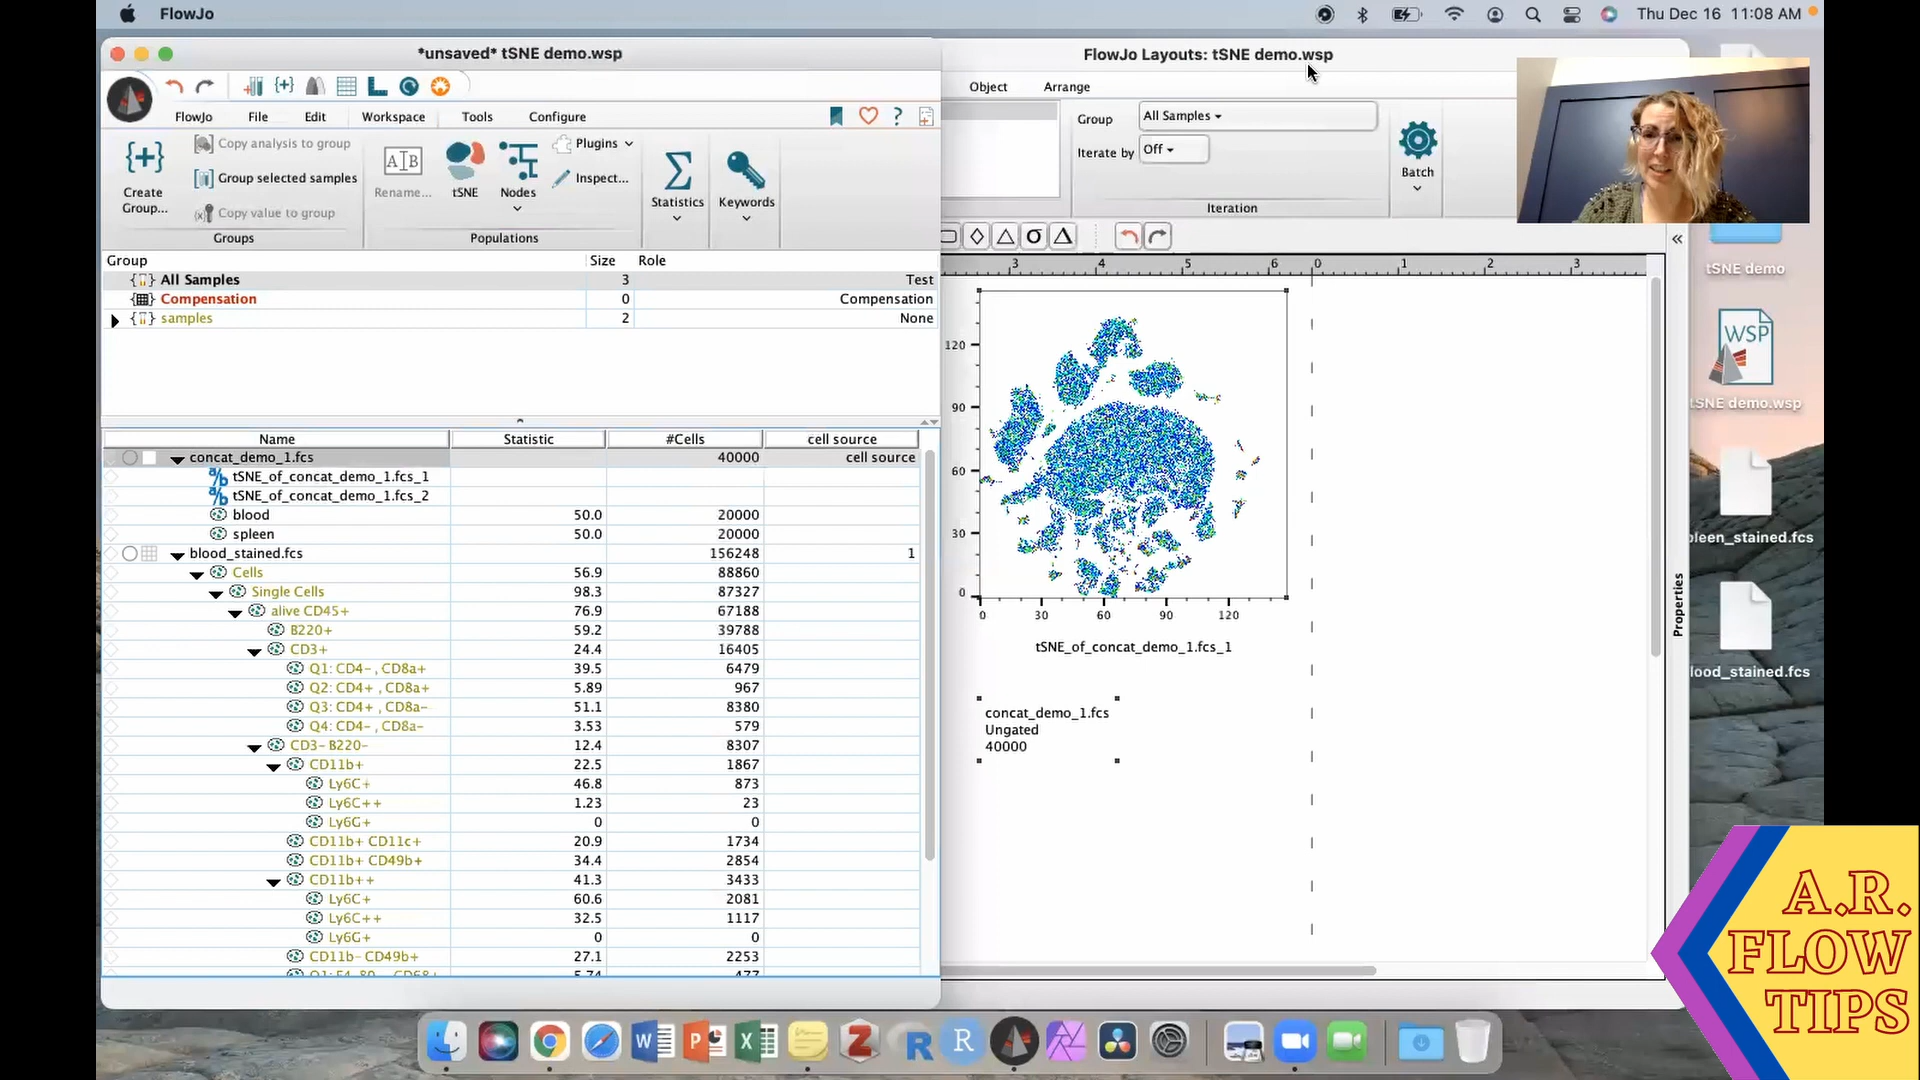 FlowJo
Thu Dec 16 11:08 AM
*unsaved* tSNE demo.wsp
FlowJo File Edit Workspace Tools Configure
Create Group...
Copy analysis to group
Group selected samples
Copy value to group
Groups
Rename...
tSNE
Nodes
Plugins
Inspect...
Populations
Statistics
Keywords
Group Size Role
All Samples 3 Test
Compensation 0 Compensation
samples 2 None
Name Statistic #Cells cell source
concat_demo_1.fcs 40000 cell source
tSNE_of_concat_demo_1.fcs_1
tSNE_of_concat_demo_1.fcs_2
blood 50.0 20000
spleen 50.0 20000
blood_stained.fcs 156248 1
Cells 56.9 88860
Single Cells 98.3 87327
alive CD45+ 76.9 67188
B220+ 59.2 39788
CD3+ 24.4 16405
Q1: CD4- , CD8a+ 39.5 6479
Q2: CD4+ , CD8a+ 5.89 967
Q3: CD4+ , CD8a- 51.1 8380
Q4: CD4- , CD8a- 3.53 579
CD3- B220- 12.4 8307
CD11b+ 22.5 1867
Ly6C+ 46.8 873
Ly6C++ 1.23 23
Ly6G+ 0 0
CD11b+ CD11c+ 20.9 1734
CD11b+ CD49b+ 34.4 2854
CD11b++ 41.3 3433
Ly6C+ 60.6 2081
Ly6C++ 32.5 1117
Ly6G+ 0 0
CD11b- CD49b+ 27.1 2253
FlowJo Layouts: tSNE demo.wsp
Object Arrange
Group All Samples
Iterate by Off
Iteration
Batch
3 4 5 6 0 1 2 3
120
90
60
30
0
0 30 60 90 120
tSNE_of_concat_demo_1.fcs_1
concat_demo_1.fcs
Ungated
40000
Properties
tSNE demo
WSP
tSNE demo.wsp
pleen_stained.fcs
lood_stained.fcs
A.R.
FLOW
TIPS